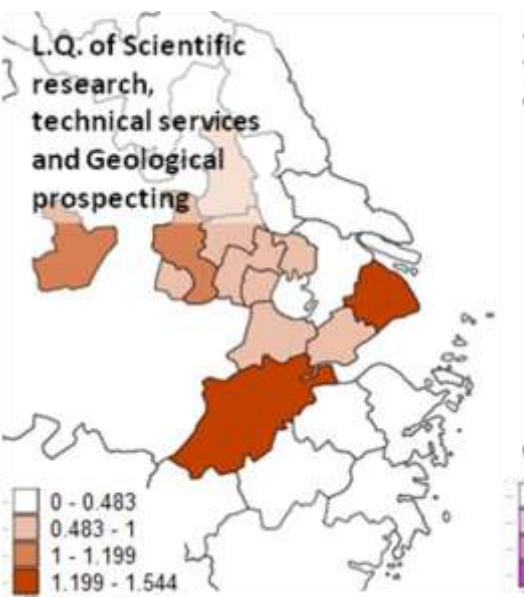 L.Q. of Scientific
research,
technical services
and Geological
prospecting
0 - 0.483
0.483 - 1
1 - 1.199
1.199 - 1.544